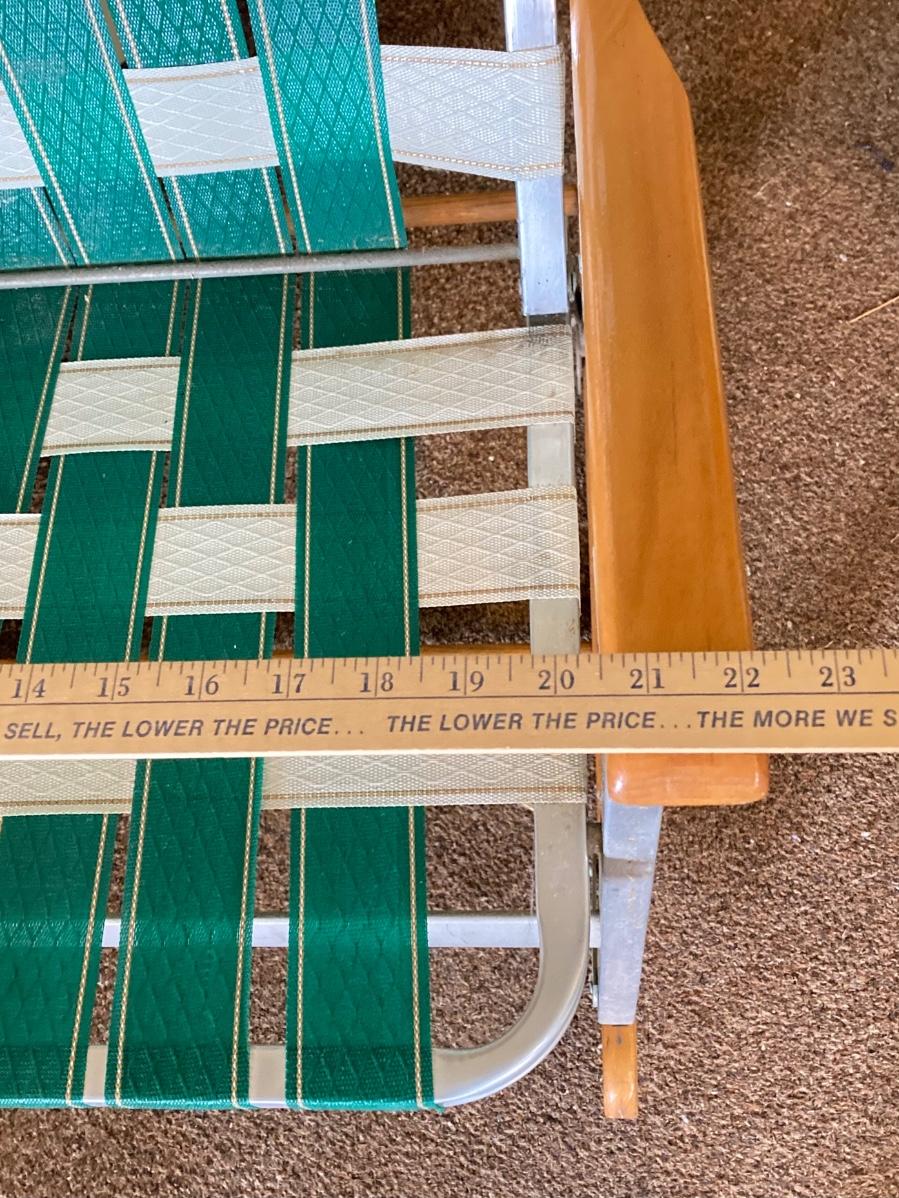 14 15 16 17 18 19 20 21 22 23
SELL, THE LOWER THE PRICE... THE LOWER THE PRICE...THE MORE WE S